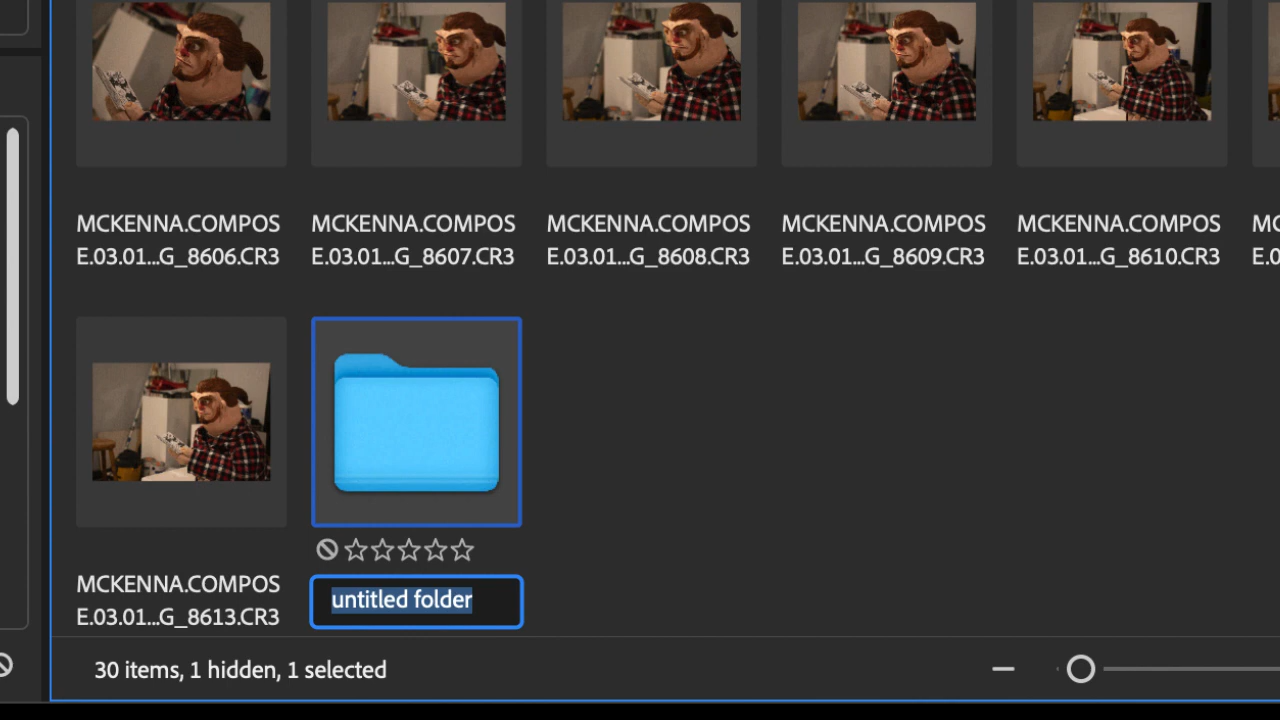 MCKENNA.COMPOS
E.03.01...G_8606.CR3
MCKENNA.COMPOS
E.03.01...G_8607.CR3
MCKENNA.COMPOS
E.03.01...G_8608.CR3
MCKENNA.COMPOS
E.03.01...G_8609.CR3
MCKENNA.COMPOS
E.03.01...G_8610.CR3
MC
E.0
MCKENNA.COMPOS
E.03.01...G_8613.CR3
untitled folder
30 items, 1 hidden, 1 selected